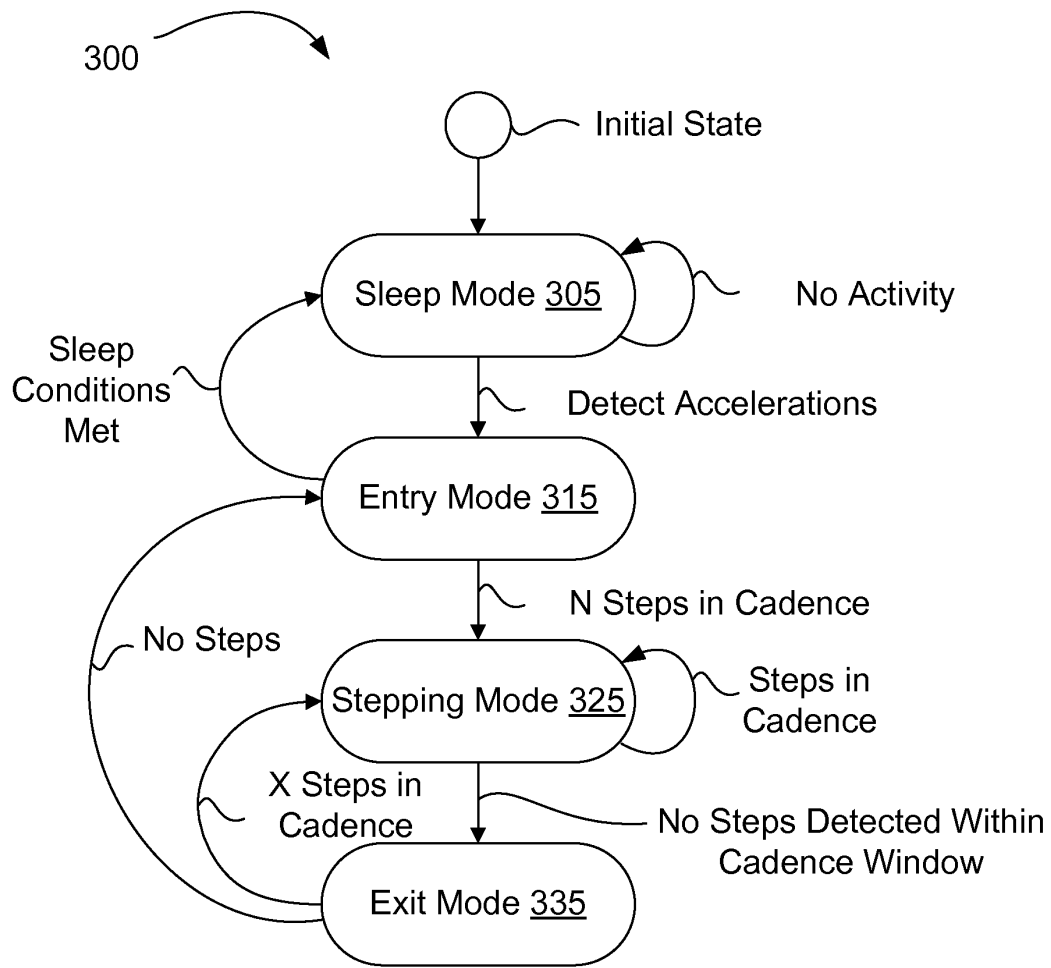 300
Initial State
Sleep Mode 305
No Activity
Sleep
Conditions
Met
Detect Accelerations
Entry Mode 315
N Steps in Cadence
No Steps
Stepping Mode 325
Steps in
Cadence
X Steps in
Cadence
No Steps Detected Within
Cadence Window
Exit Mode 335